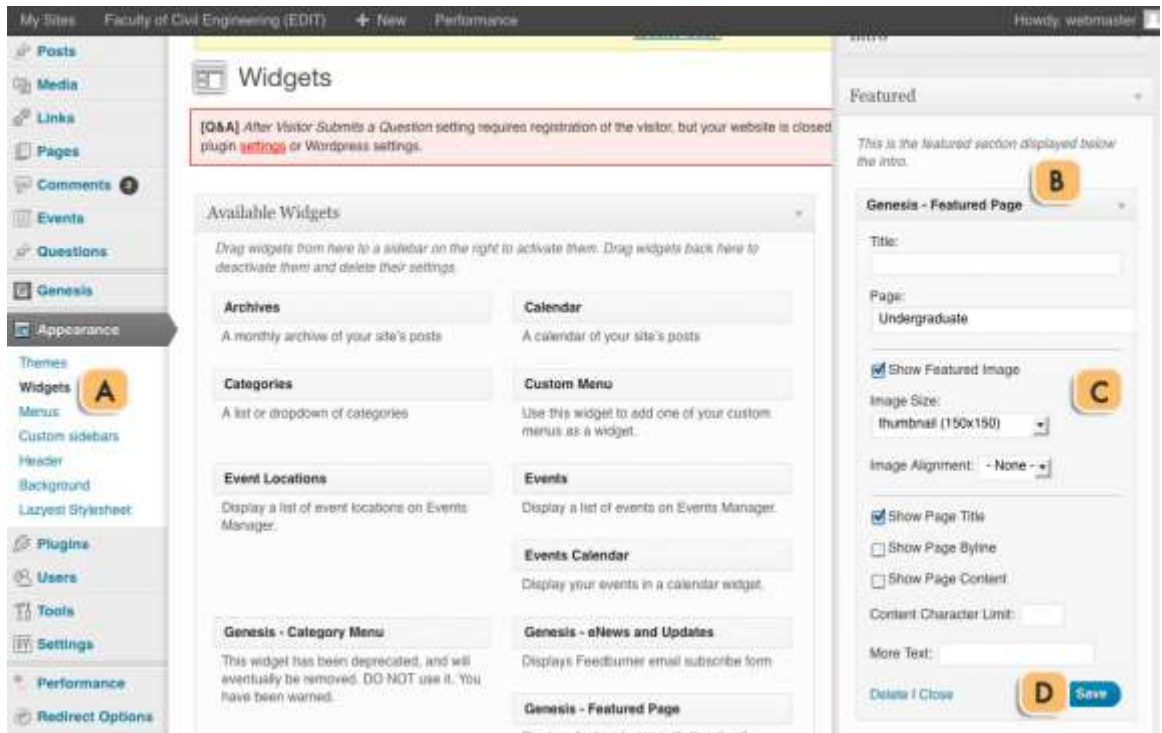 My Sites Faculty of Civil Engineering (EDIT) + New Performance Howdy, webmaster
Posts
Media
Links
Pages
Comments 3
Events
Questions
Genesis
Appearance
Themes
Widgets
A
Menus
Custom sidebars
Header
Background
Lazyest Stylesheet
Plugins
Users
Tools
Settings
Performance
Redirect Options
Widgets
[Q&A] After Visitor Submits a Question setting requires registration of the visitor, but your website is closed
plugin settings or Wordpress settings.
Available Widgets
Drag widgets from here to a sidebar on the right to activate them. Drag widgets back here to
deactivate them and delete their settings.
Archives
A monthly archive of your site's posts
Calendar
A calendar of your site's posts
Categories
A list or dropdown of categories
Custom Menu
Use this widget to add one of your custom
menus as a widget.
Event Locations
Display a list of event locations on Events
Manager.
Events
Display a list of events on Events Manager.
Events Calendar
Display your events in a calendar widget.
Genesis - Category Menu
This widget has been deprecated, and will
eventually be removed. DO NOT use it. You
have been warned.
Genesis - eNews and Updates
Displays Feedburner email subscribe form
Genesis - Featured Page
Intro
Featured
This is the featured section displayed below
the intro.
B
Genesis - Featured Page
Title:
Page:
Undergraduate
Show Featured Image
C
Image Size:
thumbnail (150x150)
Image Alignment: - None -
Show Page Title
Show Page Byline
Show Page Content
Content Character Limit:
More Text:
Delete | Close
D
Save